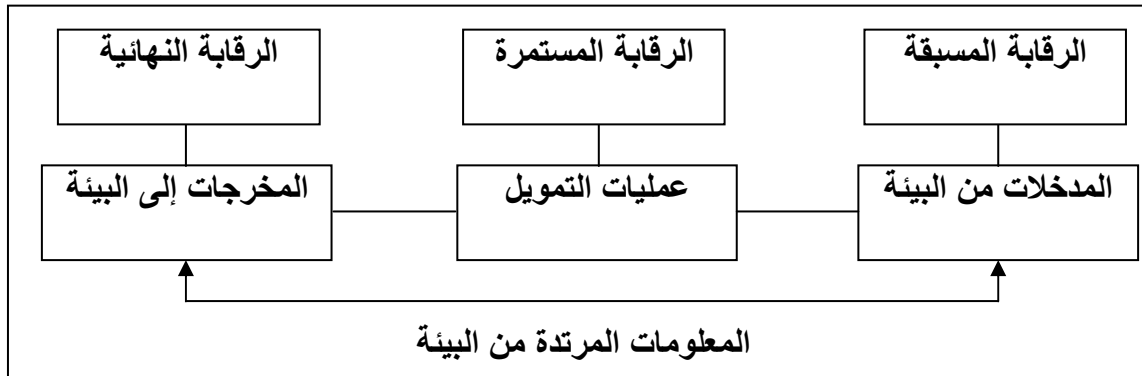 الرقابة المسبقة
الرقابة المستمرة
الرقابة النهائية
المدخلات من البيئة
عمليات التمويل
المخرجات إلى البيئة
المعلومات المرتدة من البيئة